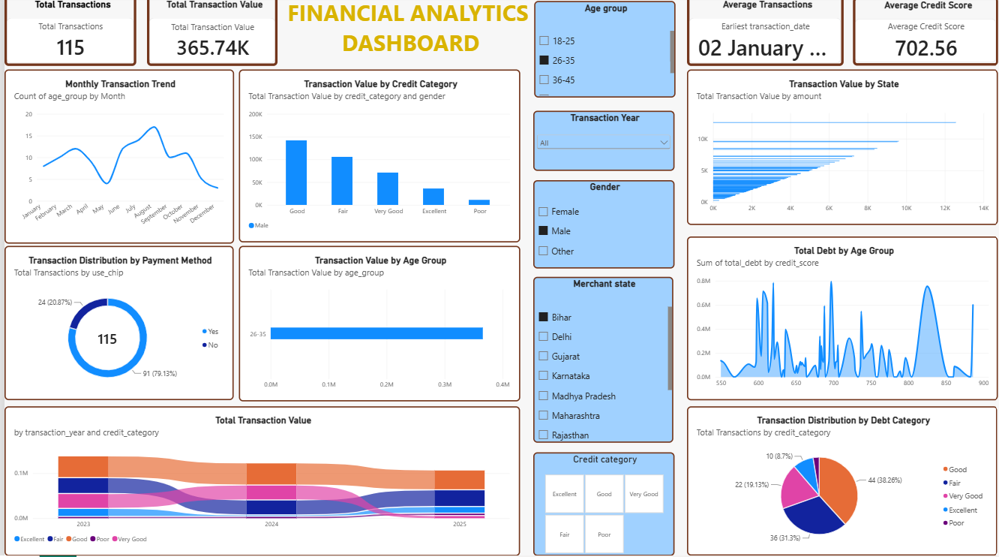 Total Transactions
Total Transactions
115
Total Transaction Value
Total Transaction Value
365.74K
FINANCIAL ANALYTICS
DASHBOARD
Age group
18-25
26-35
36-45
Average Transactions
Earliest transaction_date
02 January ...
Average Credit Score
Average Credit Score
702.56
Monthly Transaction Trend
Count of age_group by Month
20
15
10
5
0
January
February
March
April
May
June
July
August
September
October
November
December
Transaction Value by Credit Category
Total Transaction Value by credit_category and gender
200K
150K
100K
50K
0K
Good
Fair
Very Good
Excellent
Poor
Male
Transaction Year
All
Gender
Female
Male
Other
Transaction Value by State
Total Transaction Value by amount
10K
5K
0K
0K
2K
4K
6K
8K
10K
12K
14K
Transaction Distribution by Payment Method
Total Transactions by use_chip
24 (20.87%)
115
91 (79.13%)
Yes
No
Transaction Value by Age Group
Total Transaction Value by age_group
26-35
0.0M
0.1M
0.2M
0.3M
0.4M
Merchant state
Bihar
Delhi
Gujarat
Karnataka
Madhya Pradesh
Maharashtra
Rajasthan
Total Debt by Age Group
Sum of total_debt by credit_score
0.8M
0.6M
0.4M
0.2M
0.0M
550
600
650
700
750
800
850
900
Total Transaction Value
by transaction_year and credit_category
0.1M
0.0M
2023
2024
2025
Excellent
Fair
Good
Poor
Very Good
Credit category
Excellent
Good
Very Good
Fair
Poor
Transaction Distribution by Debt Category
Total Transactions by credit_category
10 (8.7%)
22 (19.13%)
44 (38.26%)
36 (31.3%)
Good
Fair
Very Good
Excellent
Poor